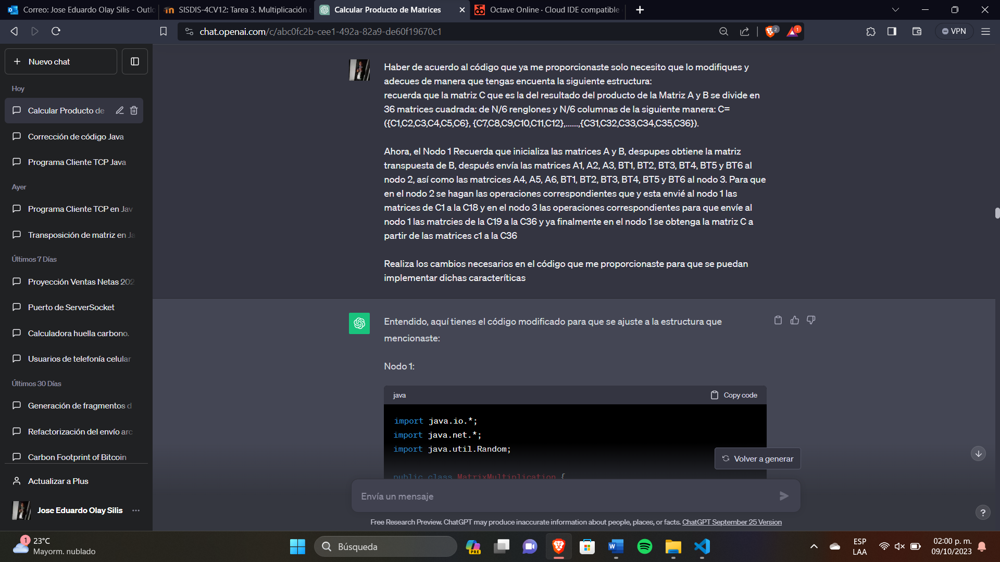 Correo: Jose Eduardo Olay Silis - Outlo
SISDIS-4CV12: Tarea 3. Multiplicación
Calcular Producto de Matrices
Octave Online · Cloud IDE compatible
chat.openai.com/c/abc0fc2b-cee1-492a-82a9-de60f19670c1
2
1
VPN
Nuevo chat
Hoy
Calcular Producto de
Corrección de código Java
Programa Cliente TCP Java
Ayer
Programa Cliente TCP en Jav
Transposición de matriz en Ja
Últimos 7 Días
Proyección Ventas Netas 202
Puerto de ServerSocket
Calculadora huella carbono.
Usuarios de telefonía celular
Últimos 30 Días
Generación de fragmentos d
Refactorización del envío arc
Carbon Footprint of Bitcoin
Actualizar a Plus
Jose Eduardo Olay Silis
Haber de acuerdo al código que ya me proporcionaste solo necesito que lo modifiques y
adecues de manera que tengas encuenta la siguiente estructura:
recuerda que la matriz C que es la del resultado del producto de la Matriz A y B se divide en
36 matrices cuadrada: de N/6 renglones y N/6 columnas de la siguiente manera: C=
({C1,C2,C3,C4,C5,C6}, {C7,C8,C9,C10,C11,C12},......,{C31,C32,C33,C34,C35,C36}).
Ahora, el Nodo 1 Recuerda que inicializa las matrices A y B, despupes obtiene la matriz
transpuesta de B, después envía las matrices A1, A2, A3, BT1, BT2, BT3, BT4, BT5 y BT6 al
nodo 2, así como las matrcices A4, A5, A6, BT1, BT2, BT3, BT4, BT5 y BT6 al nodo 3. Para que
en el nodo 2 se hagan las operaciones correspondientes que y esta envié al nodo 1 las
matrices de C1 a la C18 y en el nodo 3 las operaciones correspondientes para que envíe al
nodo 1 las matrcies de la C19 a la C36 y ya finalmente en el nodo 1 se obtenga la matriz C a
partir de las matrices c1 a la C36
Realiza los cambios necesarios en el código que me proporcionaste para que se puedan
implementar dichas caracteríticas
Entendido, aquí tienes el código modificado para que se ajuste a la estructura que
mencionaste:
Nodo 1:
java
Copy code
import java.io.*;
import java.net.*;
import java.util.Random;
public class MatrixMultiplication {
Volver a generar
Envía un mensaje
Free Research Preview. ChatGPT may produce inaccurate information about people, places, or facts. ChatGPT September 25 Version
?
1
23°C
Mayorm. nublado
Búsqueda
PRE
ESP
LAA
02:00 p. m.
09/10/2023